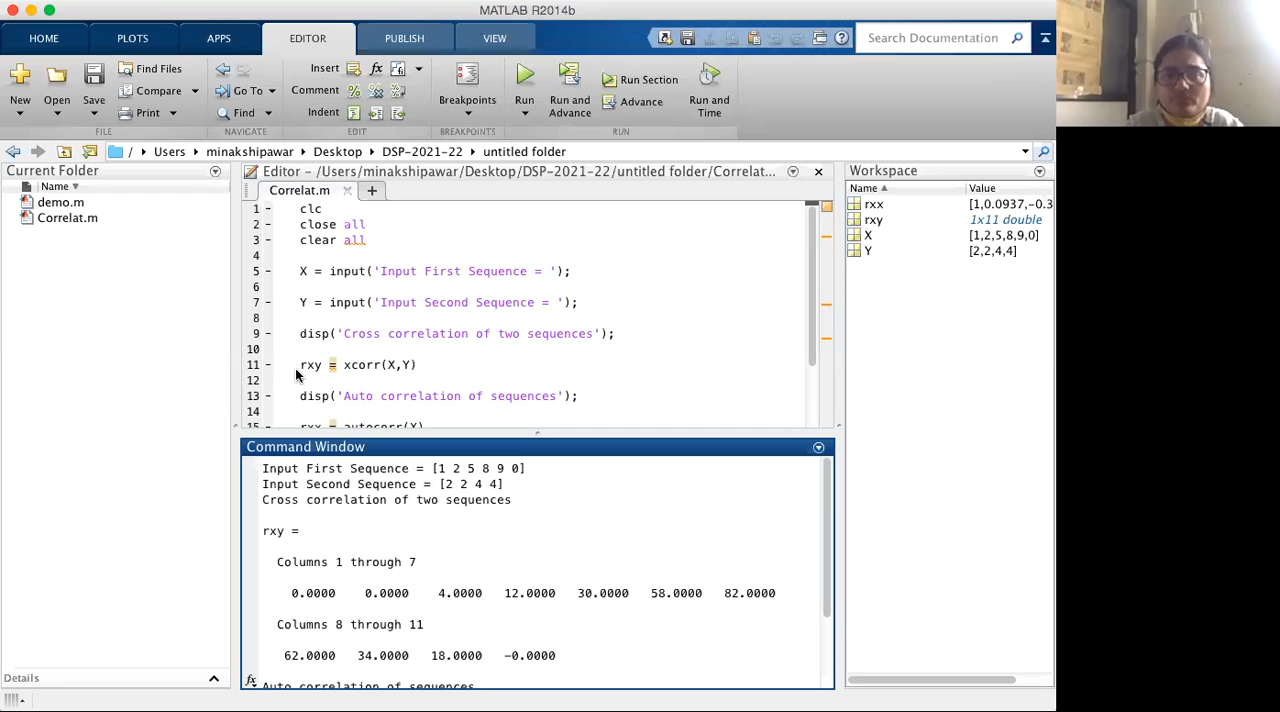 MATLAB R2014b
HOME PLOTS APPS EDITOR PUBLISH VIEW Search Documentation
New Open Save Find Files Compare Print Go To Find Insert fx Comment Indent Breakpoints Run Run and Advance Run Section Advance Run and Time
FILE NAVIGATE EDIT BREAKPOINTS RUN
/ Users minakshipawar Desktop DSP-2021-22 untitled folder
Current Folder
Name
demo.m
Correlat.m
Details
Editor – /Users/minakshipawar/Desktop/DSP-2021-22/untitled folder/Correlat...
Correlat.m
1 – clc
2 – close all
3 – clear all
4
5 – X = input('Input First Sequence = ');
6
7 – Y = input('Input Second Sequence = ');
8
9 – disp('Cross correlation of two sequences');
10
11 – rxy = xcorr(X,Y)
12
13 – disp('Auto correlation of sequences');
14
15 – rxx = autocorr(X)
Command Window
Input First Sequence = [1 2 5 8 9 0]
Input Second Sequence = [2 2 4 4]
Cross correlation of two sequences
rxy =
Columns 1 through 7
0.0000 0.0000 4.0000 12.0000 30.0000 58.0000 82.0000
Columns 8 through 11
62.0000 34.0000 18.0000 -0.0000
fx Auto correlation of sequences
Workspace
Name Value
rxx [1,0.0937,-0.3
rxy 1x11 double
X [1,2,5,8,9,0]
Y [2,2,4,4]